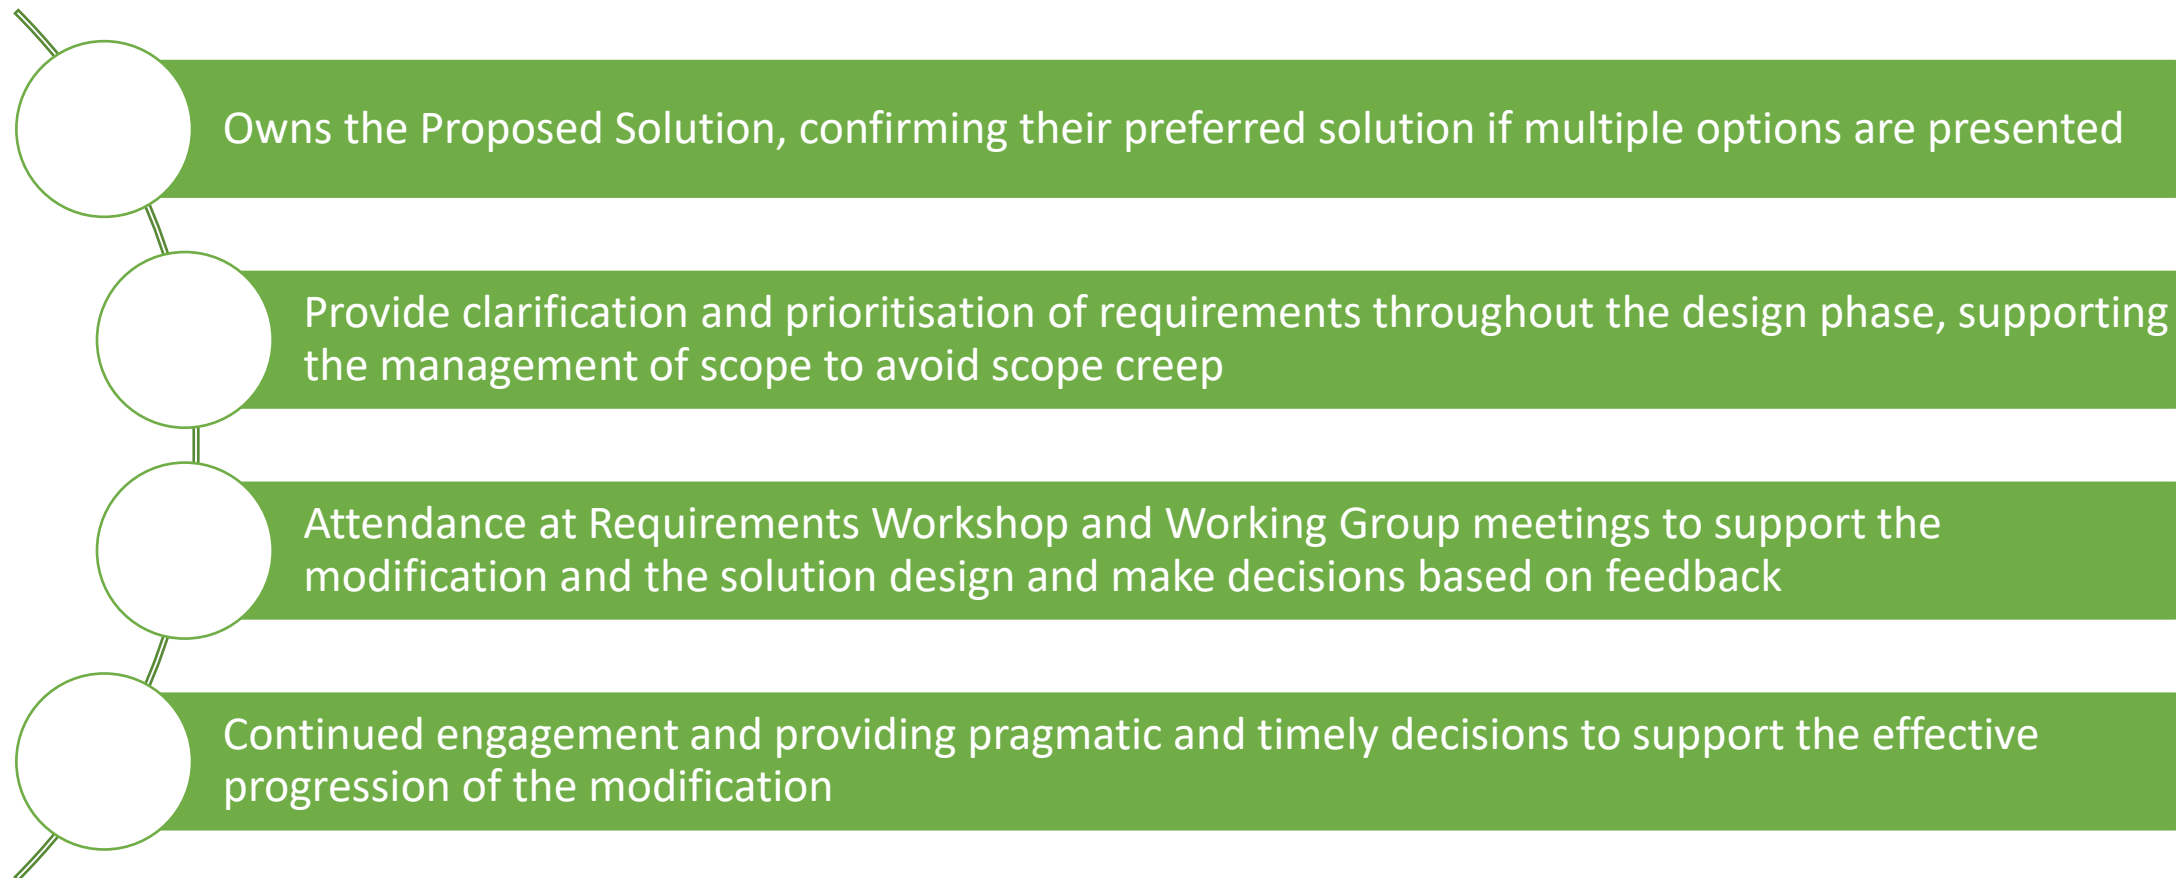 Owns the Proposed Solution, confirming their preferred solution if multiple options are presented
Provide clarification and prioritisation of requirements throughout the design phase, supporting
the management of scope to avoid scope creep
Attendance at Requirements Workshop and Working Group meetings to support the
modification and the solution design and make decisions based on feedback
Continued engagement and providing pragmatic and timely decisions to support the effective
progression of the modification